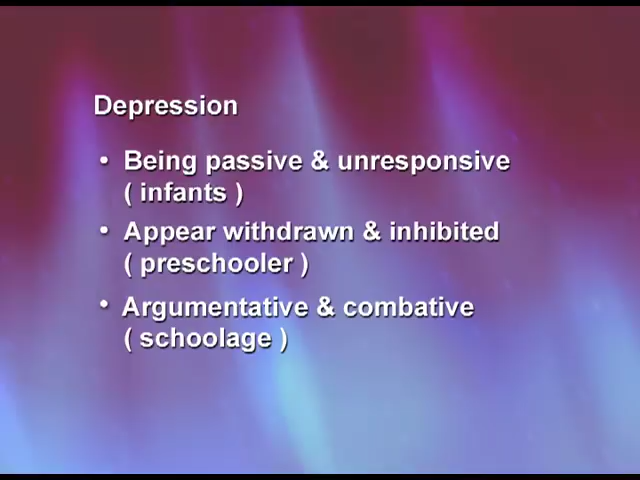 Depression
• Being passive & unresponsive
( infants )
• Appear withdrawn & inhibited
( preschooler )
• Argumentative & combative
( schoolage )